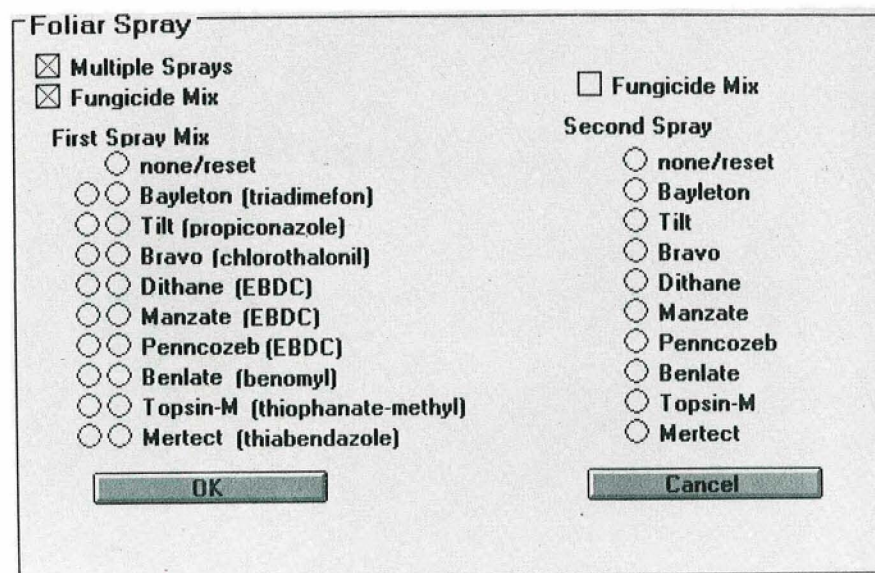 Foliar Spray
Multiple Sprays
Fungicide Mix
First Spray Mix
none/reset
Bayleton (triadimefon)
Tilt (propiconazole)
Bravo (chlorothalonil)
Dithane (EBDC)
Manzate (EBDC)
Penncozeb (EBDC)
Benlate (benomyl)
Topsin-M (thiophanate-methyl)
Mertect (thiabendazole)
OK
Fungicide Mix
Second Spray
none/reset
Bayleton
Tilt
Bravo
Dithane
Manzate
Penncozeb
Benlate
Topsin-M
Mertect
Cancel